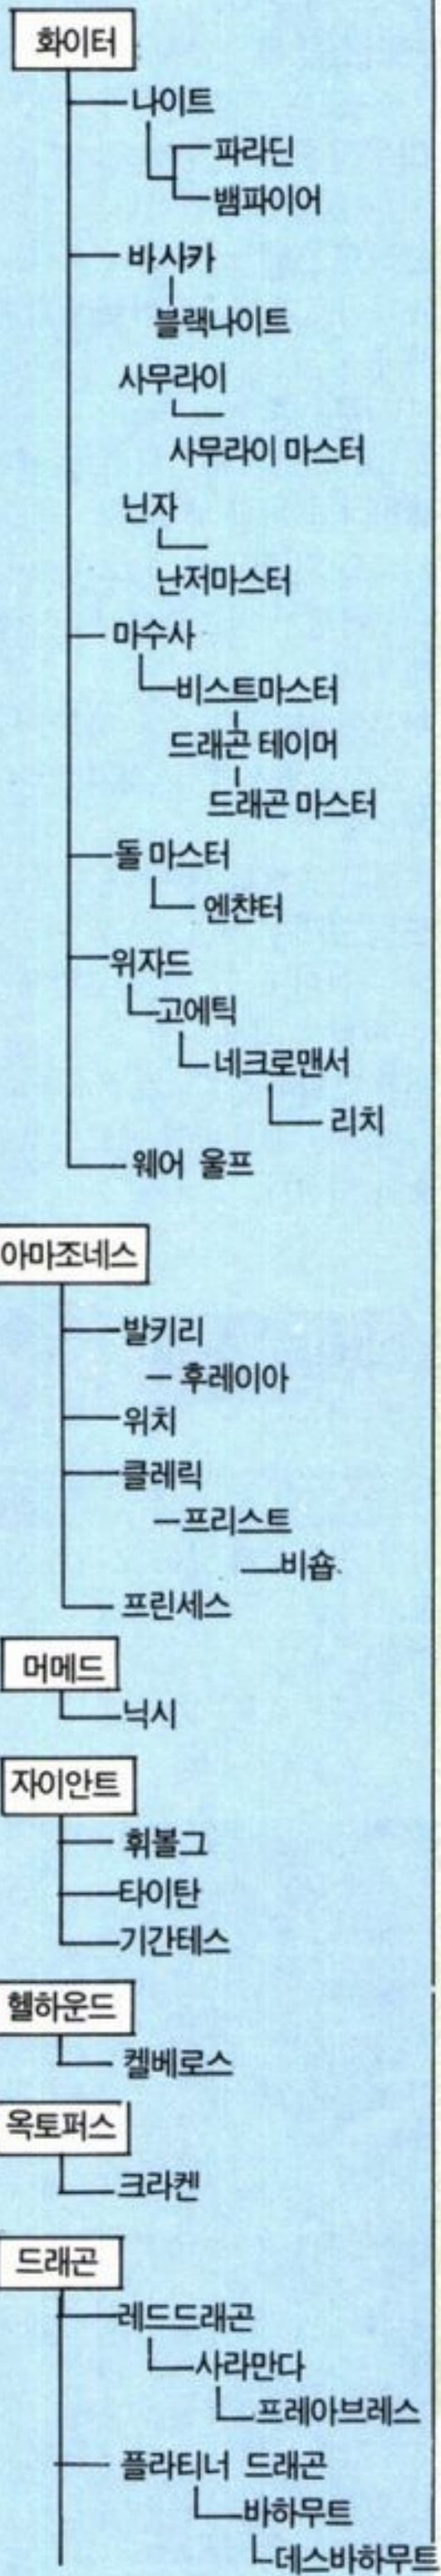 화이터
나이트
파라딘
뱀파이어
바사카
블랙나이트
사무라이
사무라이 마스터
닌자
난저마스터
마수사
비스트마스터
드래곤 테이머
드래곤 마스터
돌 마스터
엔챤터
위자드
고에틱
네크로맨서
리치
웨어 울프
아마조네스
발키리
후레이아
위치
클레릭
프리스트
비숍.
프린세스
머메드
닉시
자이안트
휘볼그
타이탄
기간테스
헬하운드
켈베로스
옥토퍼스
크라켄
드래곤
레드드래곤
사라만다
프레아브레스
플라티너 드래곤
바하무트
데스바하무트